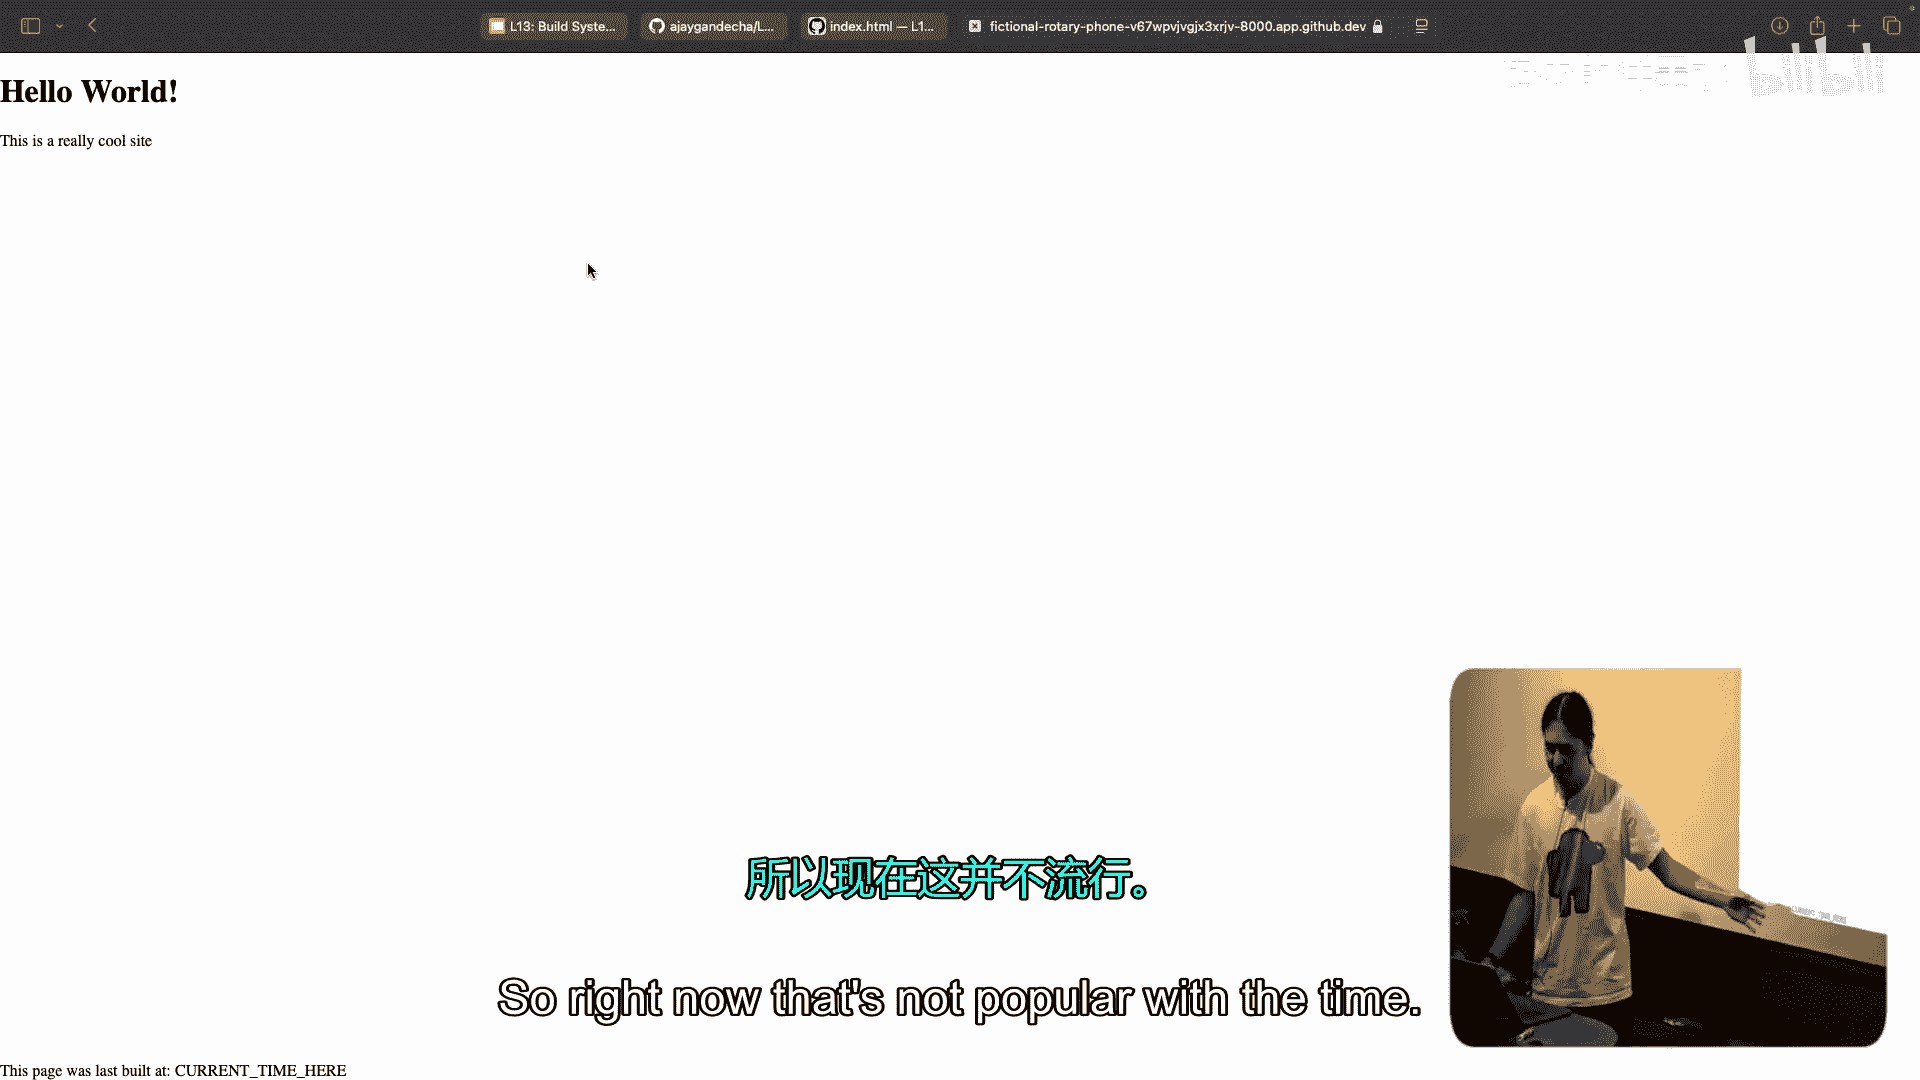 L13: Build Syste...
ajaygandecha/L...
index.html — L1...
fictional-rotary-phone-v67wpvjvgjx3xrjv-8000.app.github.dev
bilibili
Hello World!
This is a really cool site
所以现在这并不流行。
So right now that's not popular with the time.
This page was last built at: CURRENT_TIME_HERE